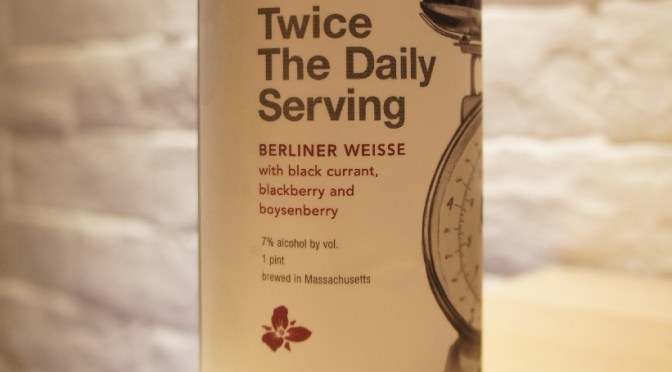 Twice
The Daily
Serving
BERLINER WEISSE
with black currant,
blackberry and
boysenberry
7% alcohol by vol.
1 pint
brewed in Massachusetts